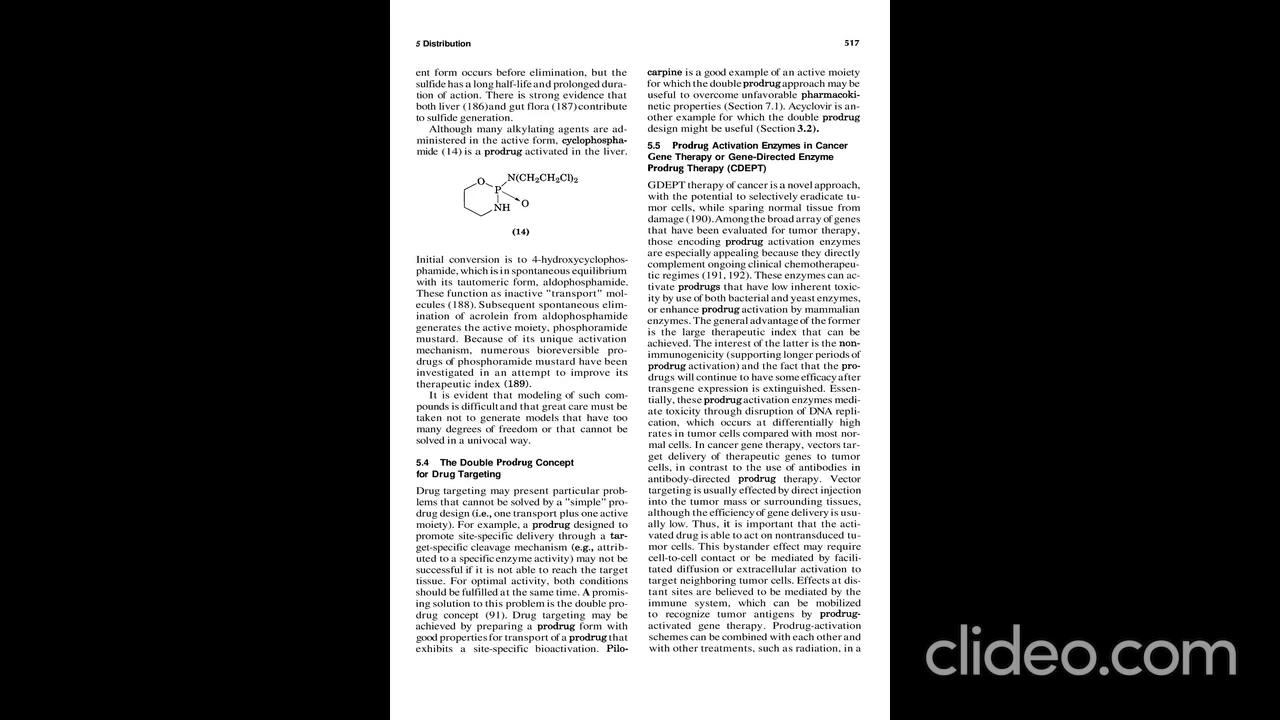 5 Distribution
517
ent form occurs before elimination, but the
sulfide has a long half-life and prolonged dura-
tion of action. There is strong evidence that
both liver (186)and gut flora (187)contribute
to sulfide generation.
Although many alkylating agents are ad-
ministered in the active form, cyclophospha-
mide (14) is a prodrug activated in the liver.
O
P
N(CH2CH2Cl)2
O
NH
(14)
Initial conversion is to 4-hydroxycyclophos-
phamide, which is in spontaneous equilibrium
with its tautomeric form, aldophosphamide.
These function as inactive "transport" mol-
ecules (188). Subsequent spontaneous elim-
ination of acrolein from aldophosphamide
generates the active moiety, phosphoramide
mustard. Because of its unique activation
mechanism, numerous bioreversible pro-
drugs of phosphoramide mustard have been
investigated in an attempt to improve its
therapeutic index (189).
It is evident that modeling of such com-
pounds is difficult and that great care must be
taken not to generate models that have too
many degrees of freedom or that cannot be
solved in a univocal way.
5.4 The Double Prodrug Concept
for Drug Targeting
Drug targeting may present particular prob-
lems that cannot be solved by a "simple" pro-
drug design (i.e., one transport plus one active
moiety). For example, a prodrug designed to
promote site-specific delivery through a tar-
get-specific cleavage mechanism (e.g., attrib-
uted to a specific enzyme activity) may not be
successful if it is not able to reach the target
tissue. For optimal activity, both conditions
should be fulfilled at the same time. A promis-
ing solution to this problem is the double pro-
drug concept (91). Drug targeting may be
achieved by preparing a prodrug form with
good properties for transport of a prodrug that
exhibits a site-specific bioactivation. Pilo-
carpine is a good example of an active moiety
for which the double prodrug approach may be
useful to overcome unfavorable pharmacoki-
netic properties (Section 7.1). Acyclovir is an-
other example for which the double prodrug
design might be useful (Section 3.2).
5.5 Prodrug Activation Enzymes in Cancer
Gene Therapy or Gene-Directed Enzyme
Prodrug Therapy (CDEPT)
GDEPT therapy of cancer is a novel approach,
with the potential to selectively eradicate tu-
mor cells, while sparing normal tissue from
damage (190). Among the broad array of genes
that have been evaluated for tumor therapy,
those encoding prodrug activation enzymes
are especially appealing because they directly
complement ongoing clinical chemotherapeu-
tic regimes (191, 192). These enzymes can ac-
tivate prodrugs that have low inherent toxic-
ity by use of both bacterial and yeast enzymes,
or enhance prodrug activation by mammalian
enzymes. The general advantage of the former
is the large therapeutic index that can be
achieved. The interest of the latter is the non-
immunogenicity (supporting longer periods of
prodrug activation) and the fact that the pro-
drugs will continue to have some efficacy after
transgene expression is extinguished. Essen-
tially, these prodrug activation enzymes medi-
ate toxicity through disruption of DNA repli-
cation, which occurs at differentially high
rates in tumor cells compared with most nor-
mal cells. In cancer gene therapy, vectors tar-
get delivery of therapeutic genes to tumor
cells, in contrast to the use of antibodies in
antibody-directed prodrug therapy. Vector
targeting is usually effected by direct injection
into the tumor mass or surrounding tissues,
although the efficiency of gene delivery is usu-
ally low. Thus, it is important that the acti-
vated drug is able to act on nontransduced tu-
mor cells. This bystander effect may require
cell-to-cell contact or be mediated by facili-
tated diffusion or extracellular activation to
target neighboring tumor cells. Effects at dis-
tant sites are believed to be mediated by the
immune system, which can be mobilized
to recognize tumor antigens by prodrug-
activated gene therapy. Prodrug-activation
schemes can be combined with each other and
with other treatments, such as radiation, in a
clideo.com